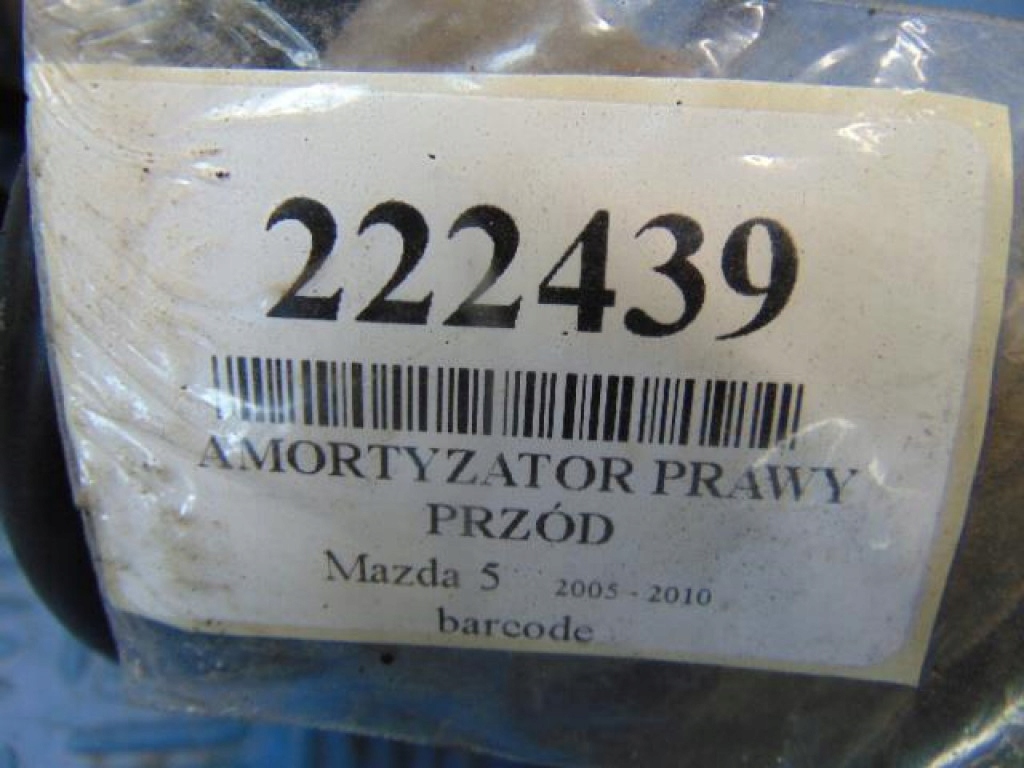 222439
AMORTYZATOR PRAWY
PRZÓD
Mazda 5 2005 - 2010
barcode